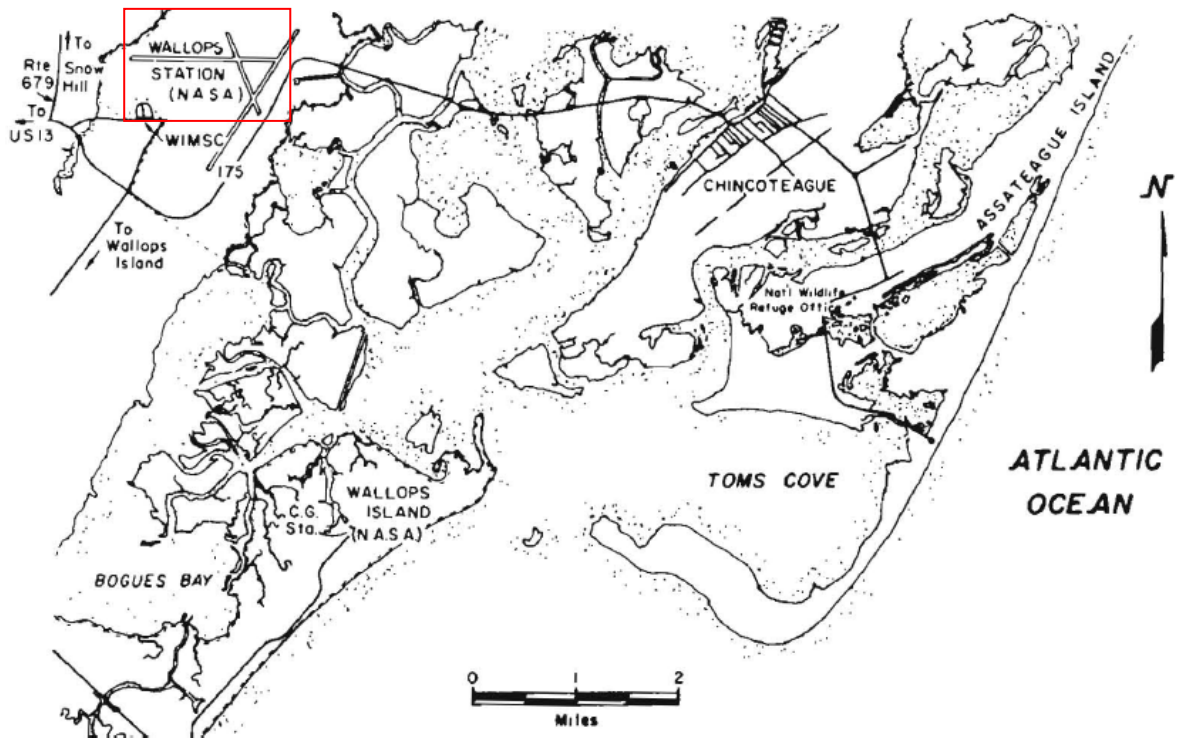 To
Snow
Hill
Rte
679
To
US 13
WALLOPS
STATION
(NASA)
WIMSC
175
To
Wallops
Island
CHINCOTEAGUE
ASSATEAGUE ISLAND
N
Nat'l Wildlife
Refuge Office
TOMS COVE
ATLANTIC
OCEAN
WALLOPS
ISLAND
(N.A.S.A.)
C.G.
Sta.
BOGUES BAY
0 1 2
Miles